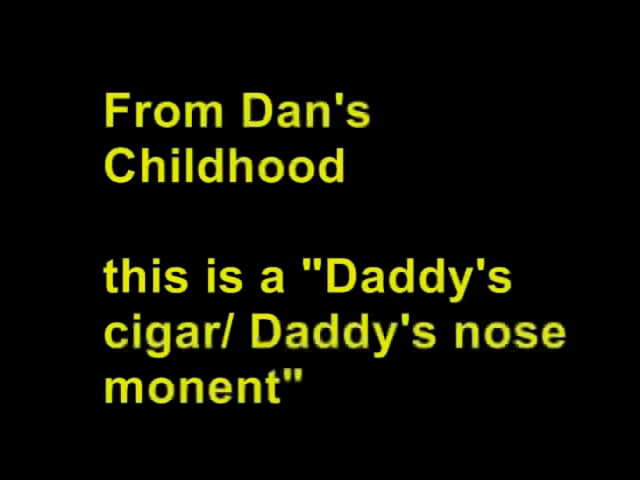 From Dan's
Childhood
this is a "Daddy's
cigar/ Daddy's nose
monent"